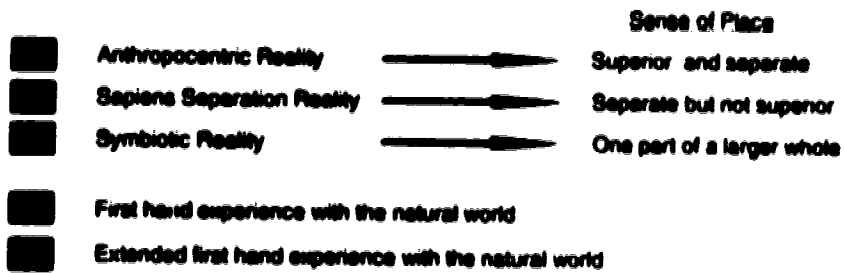 Sense of Place
Anthropocentric Reality Superior and separate
Sapiens Separation Reality Separate but not superior
Symbiotic Reality One part of a larger whole
First hand experience with the natural world
Extended first hand experience with the natural world